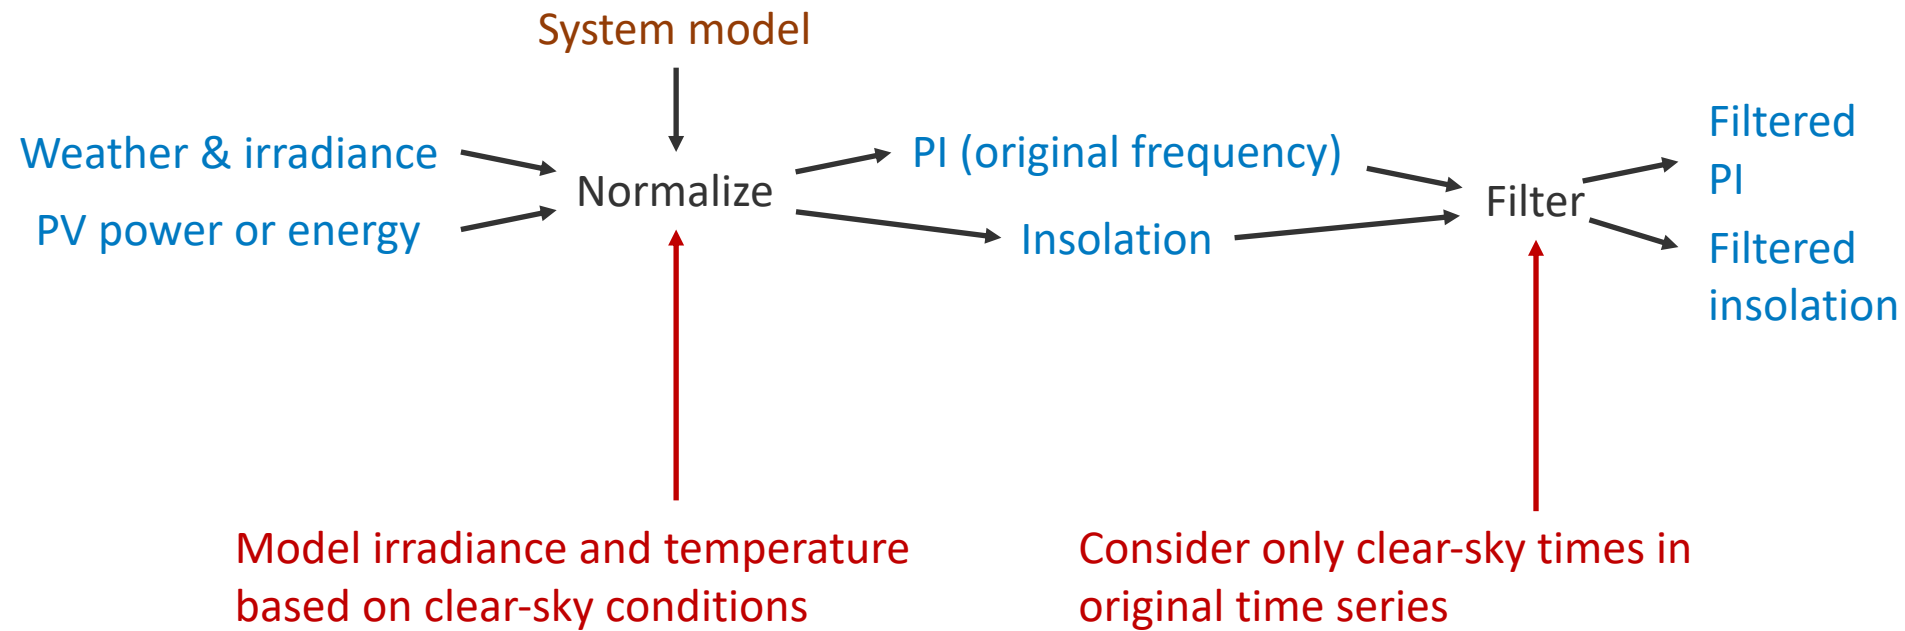 System model
Weather & irradiance
PV power or energy
Normalize
PI (original frequency)
Insolation
Filter
Filtered
PI
Filtered
insolation
Model irradiance and temperature
based on clear-sky conditions
Consider only clear-sky times in
original time series